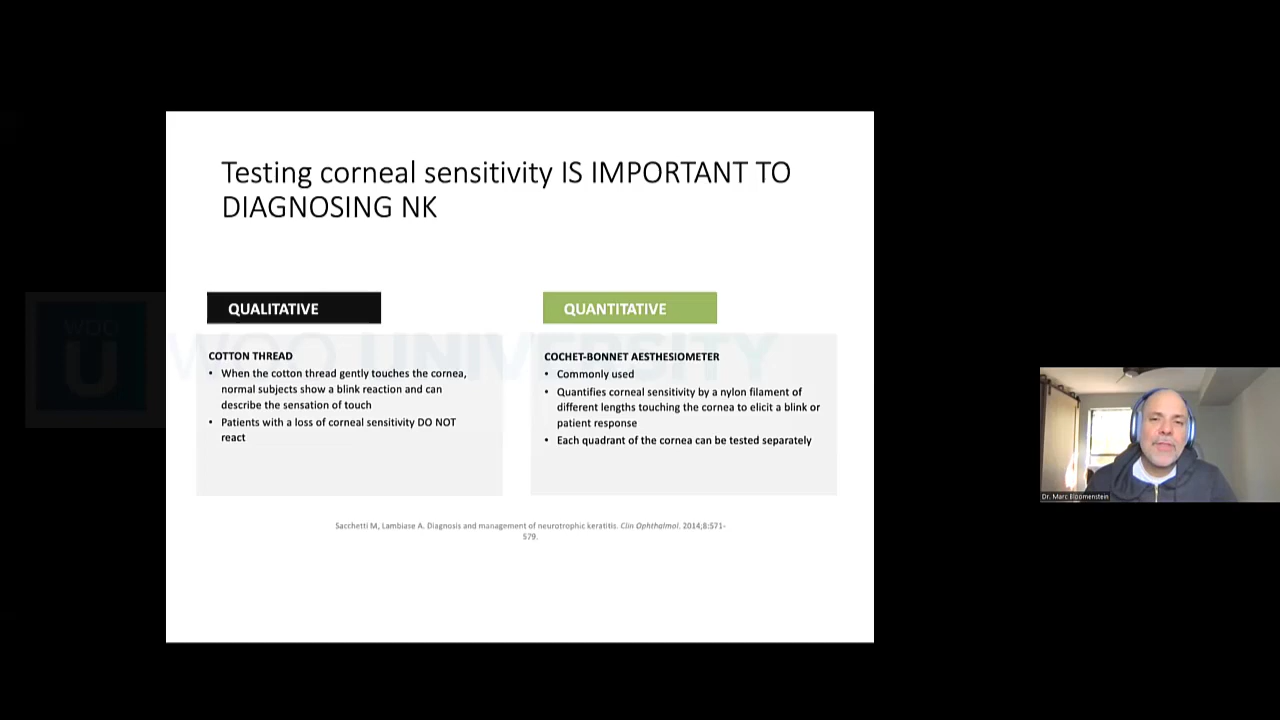 Testing corneal sensitivity IS IMPORTANT TO
DIAGNOSING NK
QUALITATIVE
COTTON THREAD
• When the cotton thread gently touches the cornea,
normal subjects show a blink reaction and can
describe the sensation of touch
• Patients with a loss of corneal sensitivity DO NOT
react
QUANTITATIVE
COCHET-BONNET AESTHESIOMETER
• Commonly used
• Quantifies corneal sensitivity by a nylon filament of
different lengths touching the cornea to elicit a blink or
patient response
• Each quadrant of the cornea can be tested separately
Sacchetti M, Lambiase A. Diagnosis and management of neurotrophic keratitis. Clin Ophthalmol. 2014;8:571-
579.
WOO
U
WOO UNIVERSITY
Dr. Marc Bloomenstein